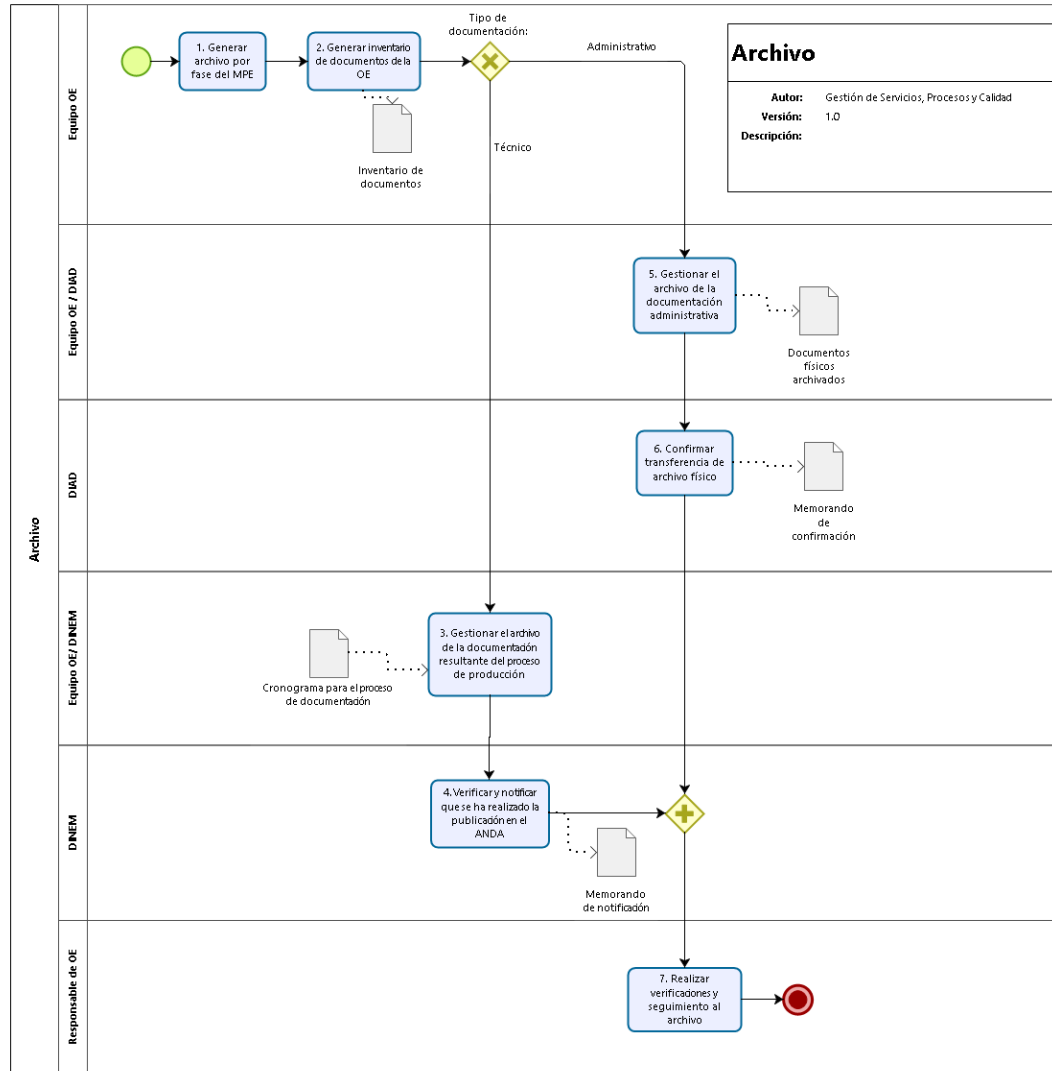 Archivo
Autor: Gestión de Servicios, Procesos y Calidad
Versión: 1.0
Descripción:
Archivo
Equipo OE
1. Generar
archivo por
fase del MPE
2. Generar inventario
de documentos de la
OE
Inventario de
documentos
Tipo de
documentación:
Administrativo
Técnico
Equipo OE / DIAD
5. Gestionar el
archivo de la
documentación
administrativa
Documentos
físicos
archivados
DIAD
6. Confirmar
transferencia de
archivo físico
Memorando
de
confirmación
Equipo OE/ DINEM
Cronograma para el proceso
de documentación
3. Gestionar el archivo
de la documentación
resultante del proceso
de producción
DINEM
4. Verificar y notificar
que se ha realizado la
publicación en el
ANDA
Memorando
de notificación
Responsable de OE
7. Realizar
verificaciones y
seguimiento al
archivo